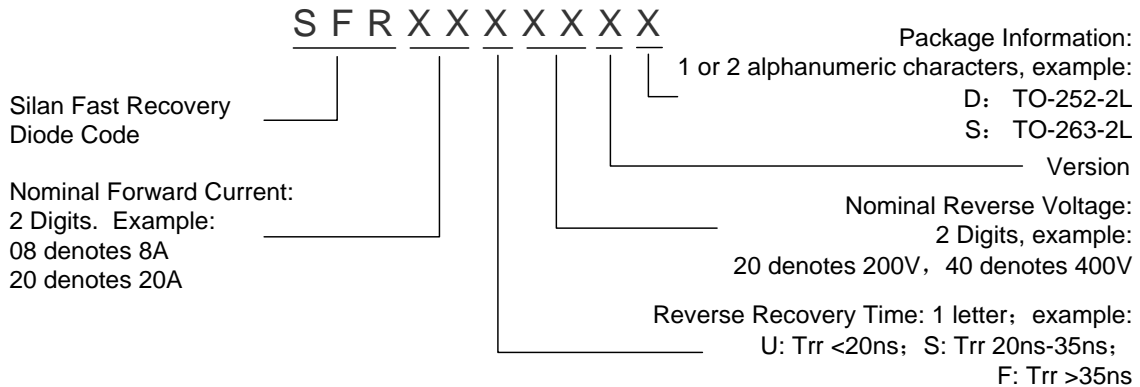 S F R X X X X X X X
Silan Fast Recovery
Diode Code
Nominal Forward Current:
2 Digits. Example:
08 denotes 8A
20 denotes 20A
Package Information:
1 or 2 alphanumeric characters, example:
D： TO-252-2L
S： TO-263-2L
Version
Nominal Reverse Voltage:
2 Digits, example:
20 denotes 200V，40 denotes 400V
Reverse Recovery Time: 1 letter；example:
U: Trr <20ns；S: Trr 20ns-35ns；
F: Trr >35ns